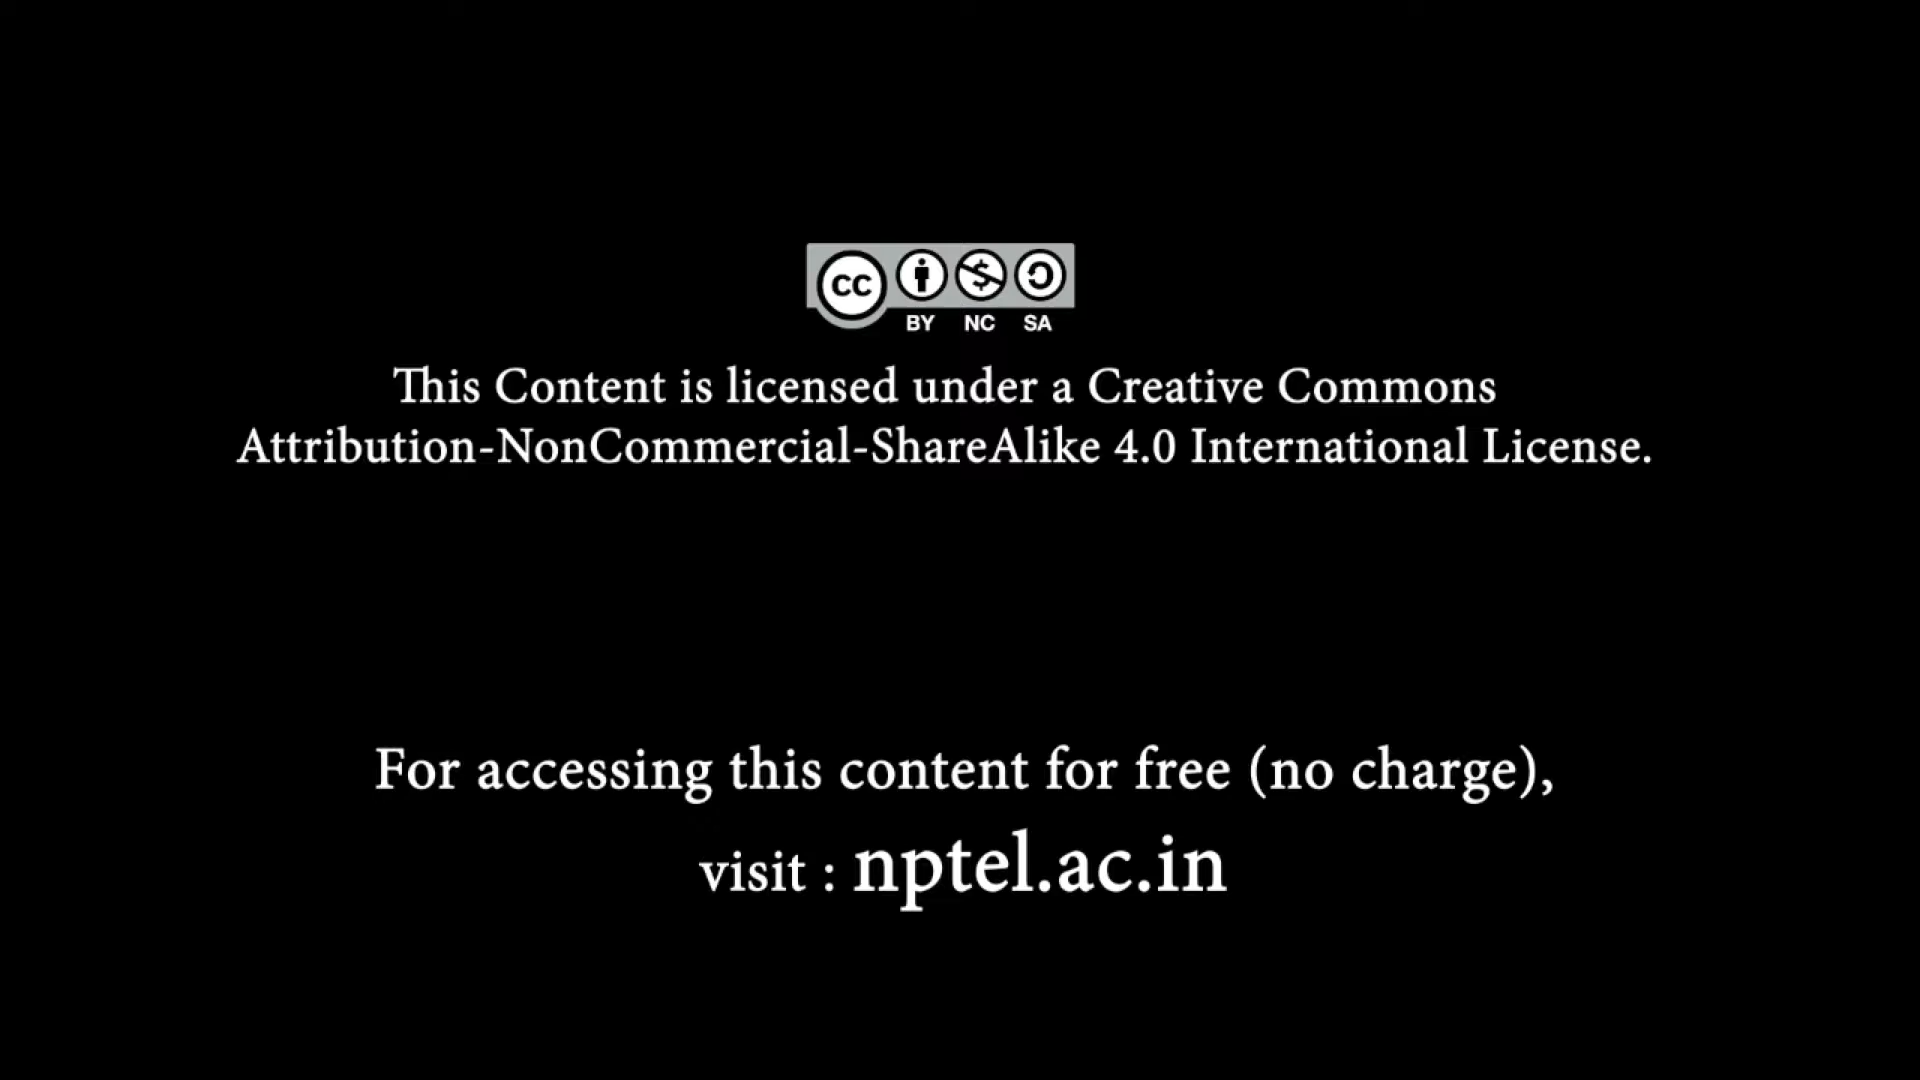 cc
BY NC SA
This Content is licensed under a Creative Commons
Attribution-NonCommercial-ShareAlike 4.0 International License.
For accessing this content for free (no charge),
visit : nptel.ac.in